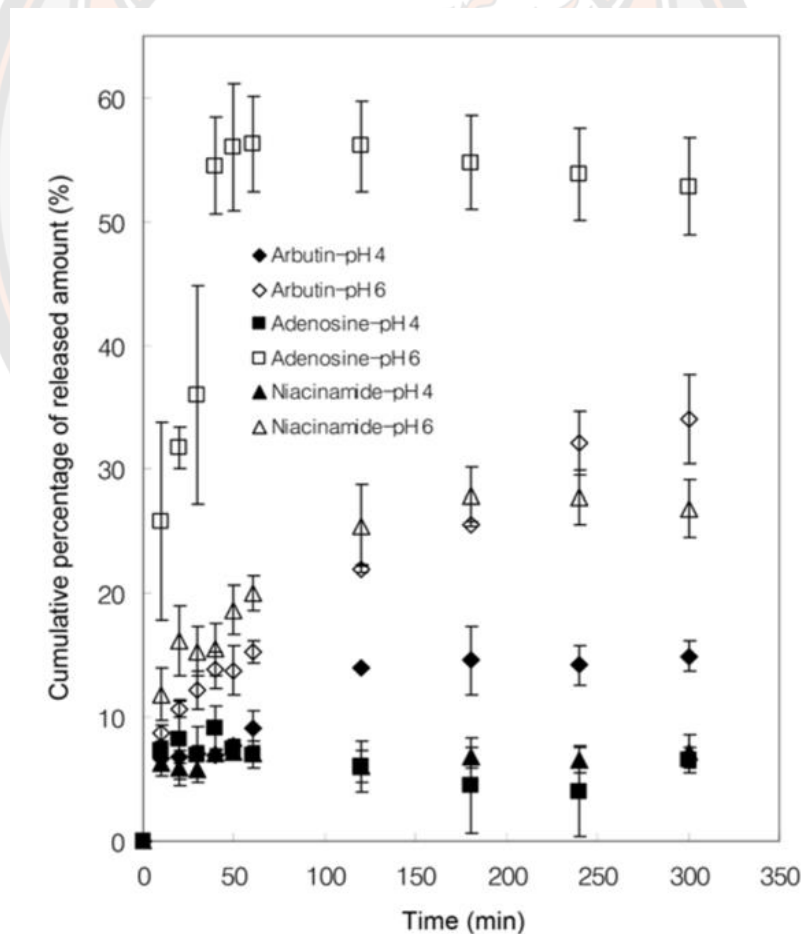 60
50
40
30
20
10
0
Cumulative percentage of released amount (%)
Arbutin-pH 4
Arbutin-pH 6
Adenosine-pH 4
Adenosine-pH 6
Niacinamide-pH 4
Niacinamide-pH 6
0 50 100 150 200 250 300 350
Time (min)